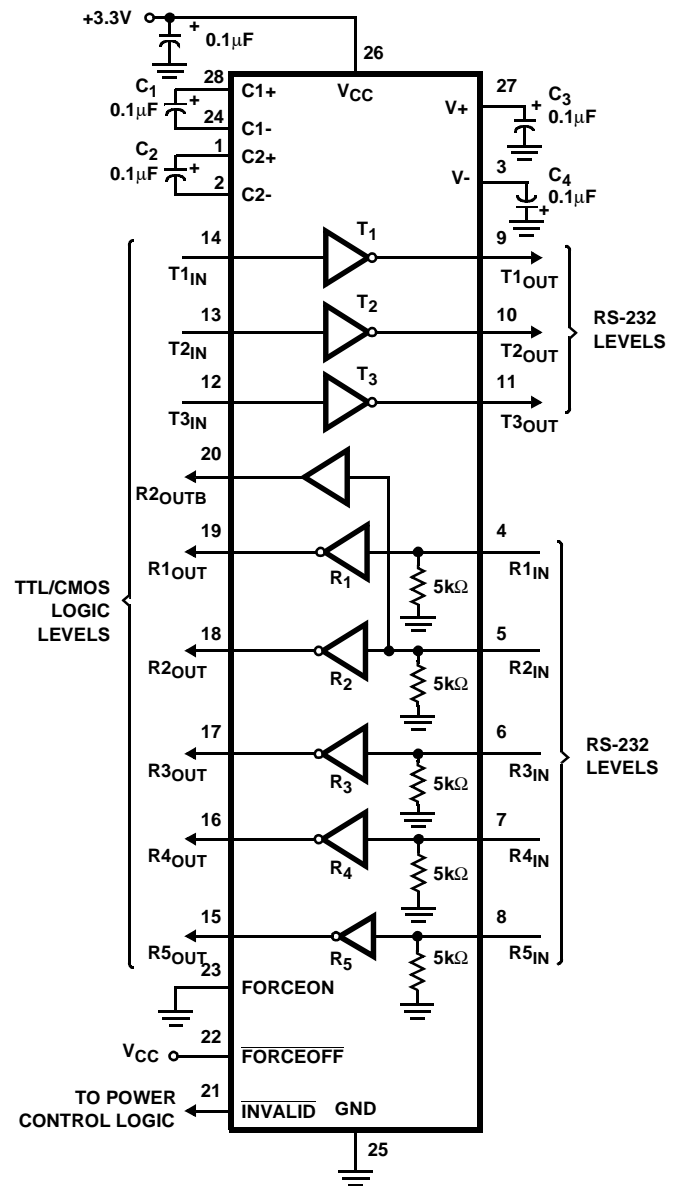 +3.3V
+
0.1μF
26
C1
0.1μF
+
28
C1+
VCC
27
V+
+
C3
0.1μF
24
C1-
C2
0.1μF
+
1
C2+
2
C2-
3
V-
C4
0.1μF
+
14
T1
9
T1IN
T1OUT
13
T2
10
T2IN
T2OUT
RS-232
LEVELS
12
T3
11
T3IN
T3OUT
20
R2OUTB
19
4
R1OUT
R1
5kΩ
R1IN
TTL/CMOS
LOGIC
LEVELS
18
5
R2OUT
R2
5kΩ
R2IN
17
6
R3OUT
R3
5kΩ
R3IN
RS-232
LEVELS
16
7
R4OUT
R4
5kΩ
R4IN
15
8
R5OUT
R5
5kΩ
R5IN
23
FORCEON
22
VCC
FORCEOFF
21
TO POWER
CONTROL LOGIC
INVALID
GND
25